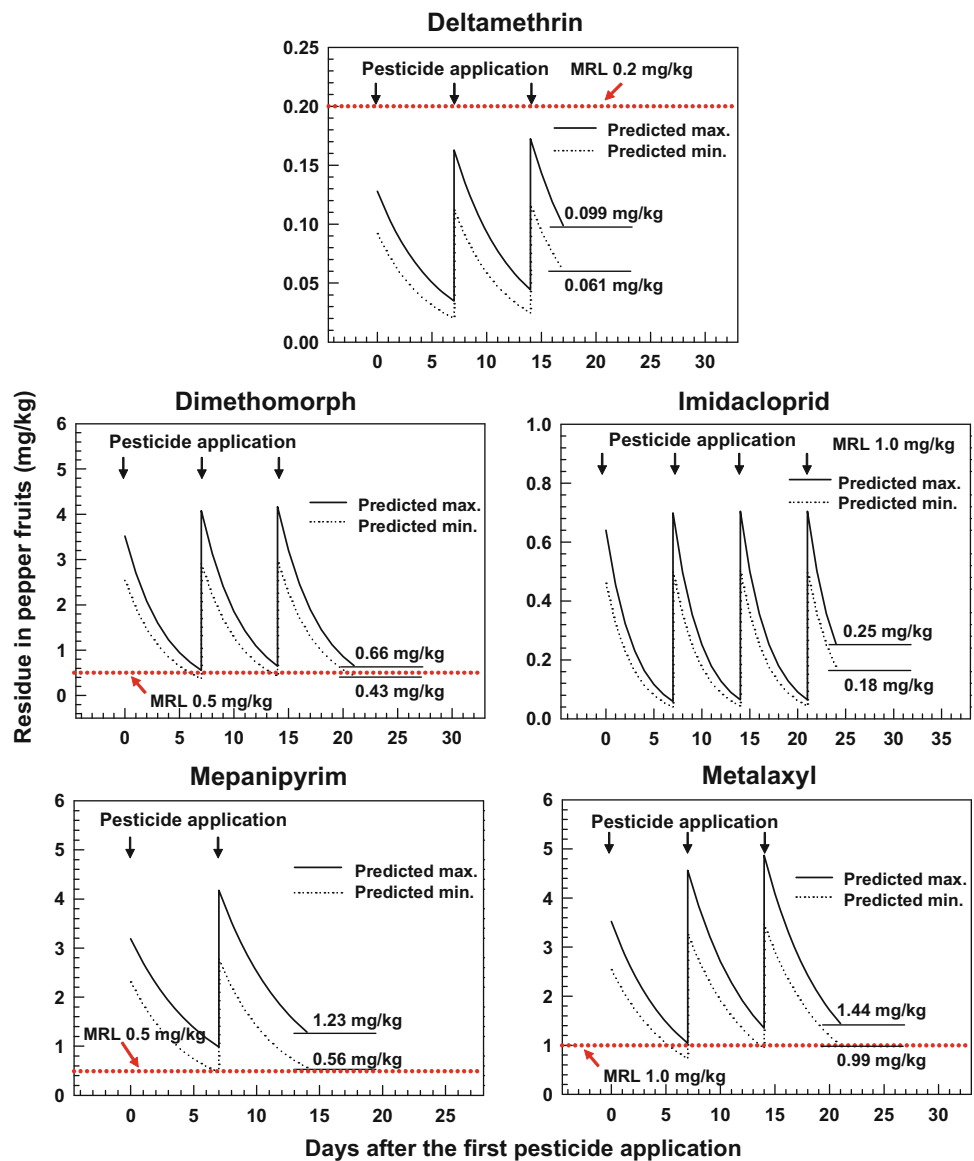 Deltamethrin
0.25
0.20
0.15
0.10
0.05
0.00
Pesticide application
MRL 0.2 mg/kg
Predicted max.
Predicted min.
0.099 mg/kg
0.061 mg/kg
0 5 10 15 20 25 30
Residue in pepper fruits (mg/kg)
Dimethomorph
6
5
4
3
2
1
0
Pesticide application
Predicted max.
Predicted min.
0.66 mg/kg
0.43 mg/kg
MRL 0.5 mg/kg
0 5 10 15 20 25 30
Imidacloprid
1.0
0.8
0.6
0.4
0.2
0.0
Pesticide application
MRL 1.0 mg/kg
Predicted max.
Predicted min.
0.25 mg/kg
0.18 mg/kg
0 5 10 15 20 25 30 35
Mepanipyrim
6
5
4
3
2
1
0
Pesticide application
Predicted max.
Predicted min.
MRL 0.5 mg/kg
1.23 mg/kg
0.56 mg/kg
0 5 10 15 20 25
Metalaxyl
6
5
4
3
2
1
0
Pesticide application
Predicted max.
Predicted min.
1.44 mg/kg
0.99 mg/kg
MRL 1.0 mg/kg
0 5 10 15 20 25 30
Days after the first pesticide application